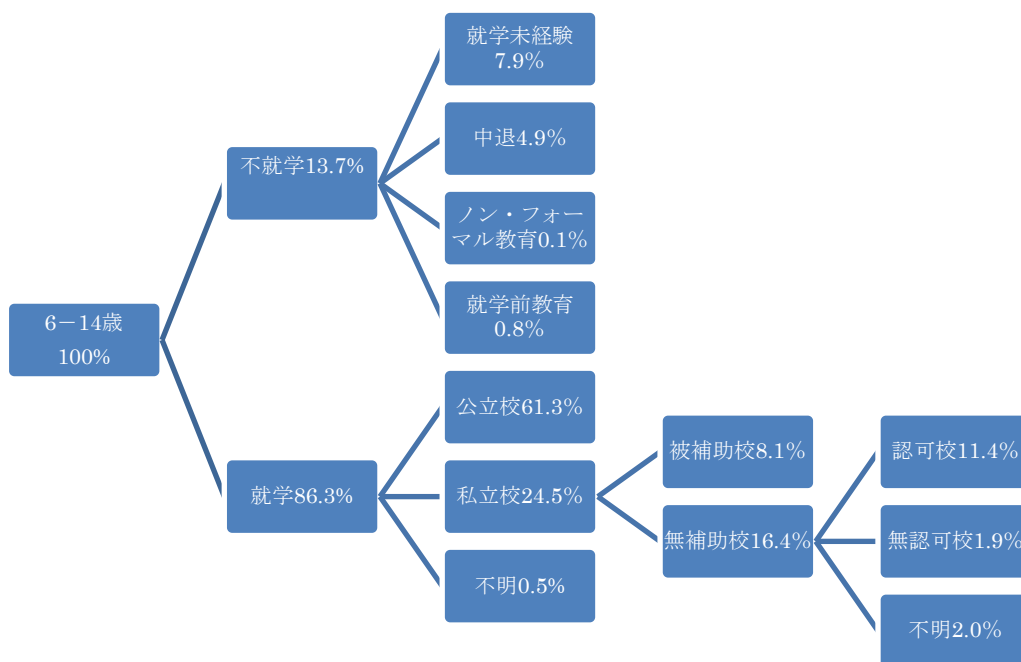 就学未経験
7.9%
中退4.9%
不就学13.7%
ノン・フォー
マル教育0.1%
就学前教育
0.8%
6－14歳
100%
公立校61.3%
被補助校8.1%
認可校11.4%
就学86.3%
私立校24.5%
無補助校16.4%
無認可校1.9%
不明0.5%
不明2.0%